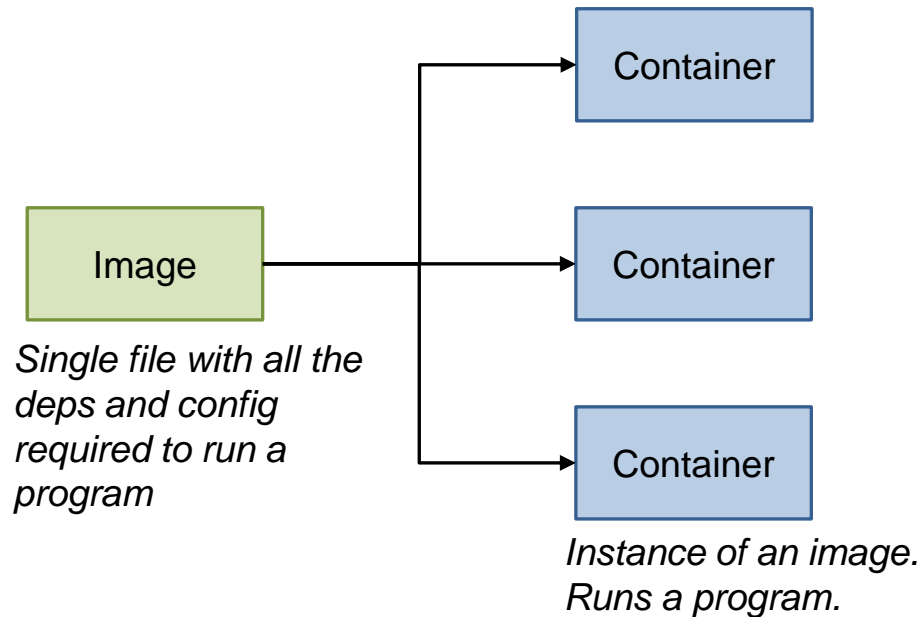 Container
Image
Container
Single file with all the
deps and config
required to run a
program
Container
Instance of an image.
Runs a program.